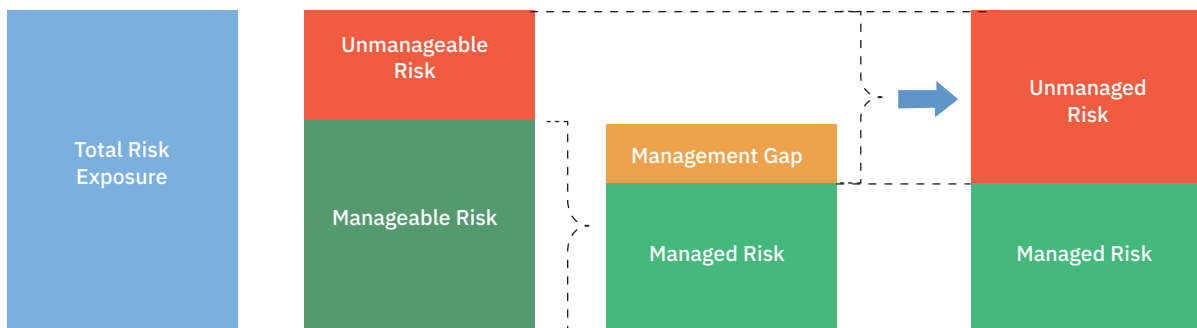 Total Risk
Exposure
Unmanageable
Risk
Manageable Risk
Management Gap
Managed Risk
Unmanaged
Risk
Managed Risk